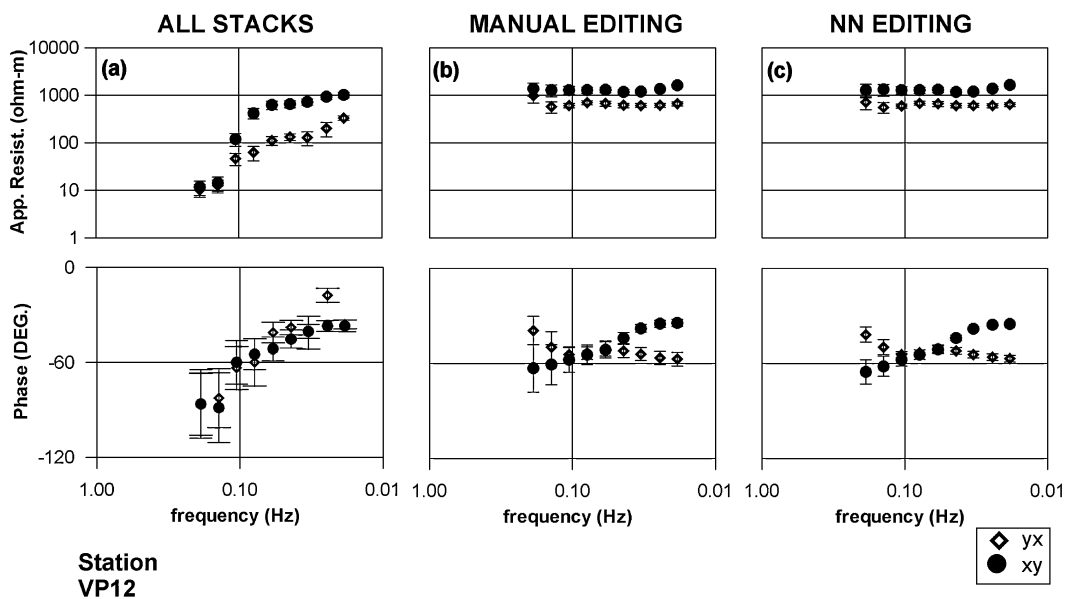 ALL STACKS MANUAL EDITING NN EDITING
(a) (b) (c)
App. Resist. (ohm-m)
10000
1000
100
10
1
Phase (DEG.)
0
-60
-120
1.00 0.10 0.01 1.00 0.10 0.01 1.00 0.10 0.01
frequency (Hz) frequency (Hz) frequency (Hz)
Station
VP12
yx
xy